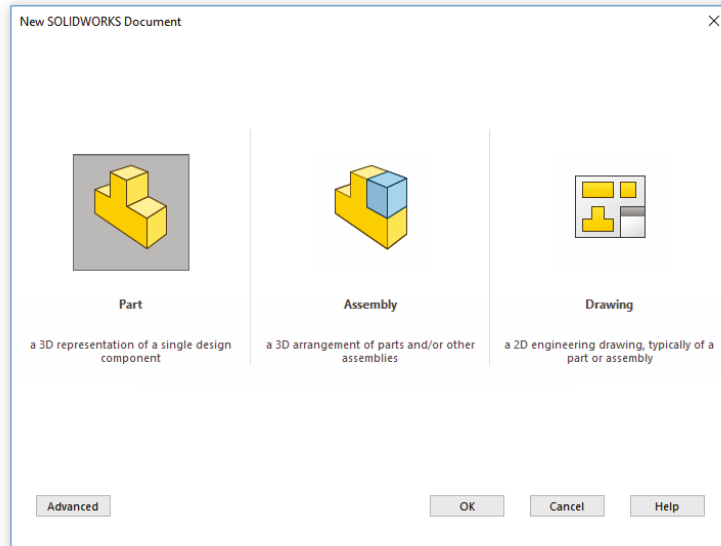 New SOLIDWORKS Document
Part
a 3D representation of a single design
component
Assembly
a 3D arrangement of parts and/or other
assemblies
Drawing
a 2D engineering drawing, typically of a
part or assembly
Advanced
OK
Cancel
Help